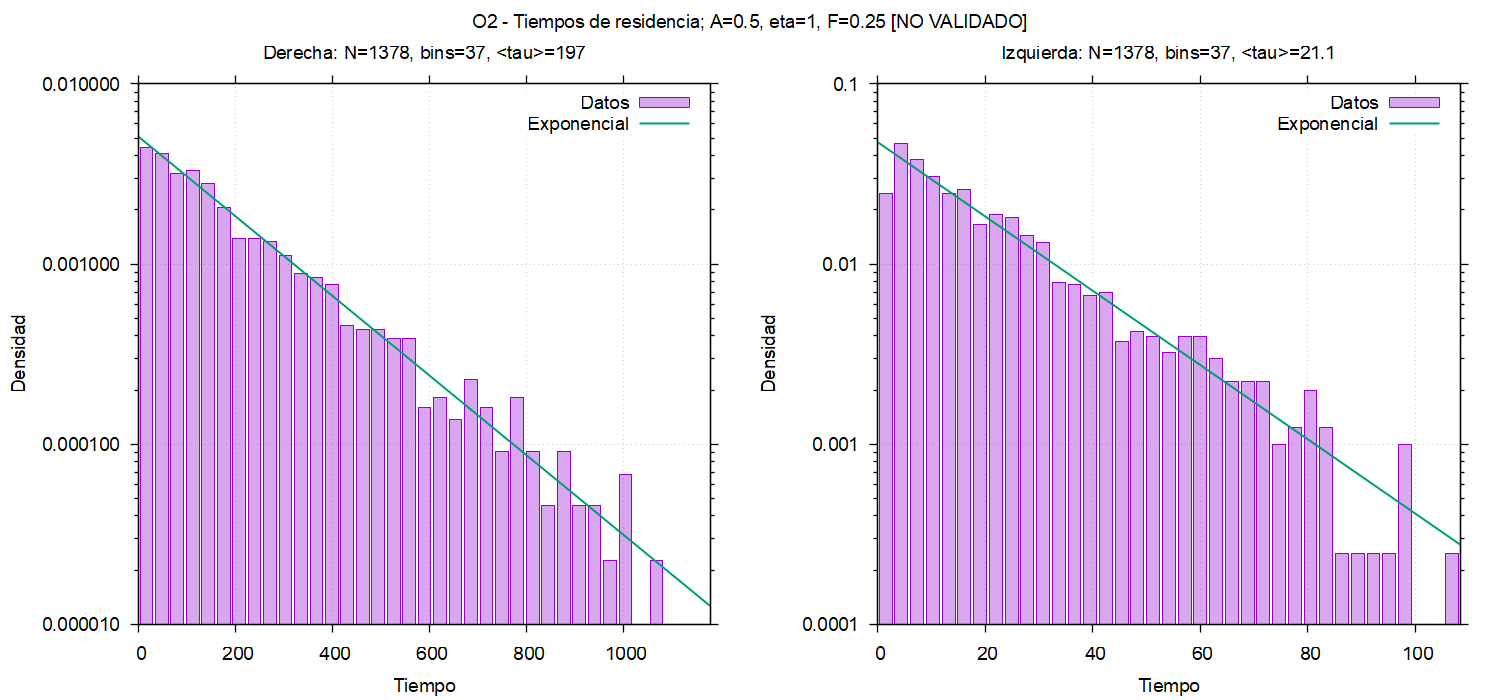 O2 - Tiempos de residencia; A=0.5, eta=1, F=0.25 [NO VALIDADO]
Derecha: N=1378, bins=37, <tau>=197
0.010000
0.001000
0.000100
0.000010
Densidad
Datos
Exponencial
0 200 400 600 800 1000
Tiempo
Izquierda: N=1378, bins=37, <tau>=21.1
0.1
0.01
0.001
0.0001
Densidad
Datos
Exponencial
0 20 40 60 80 100
Tiempo